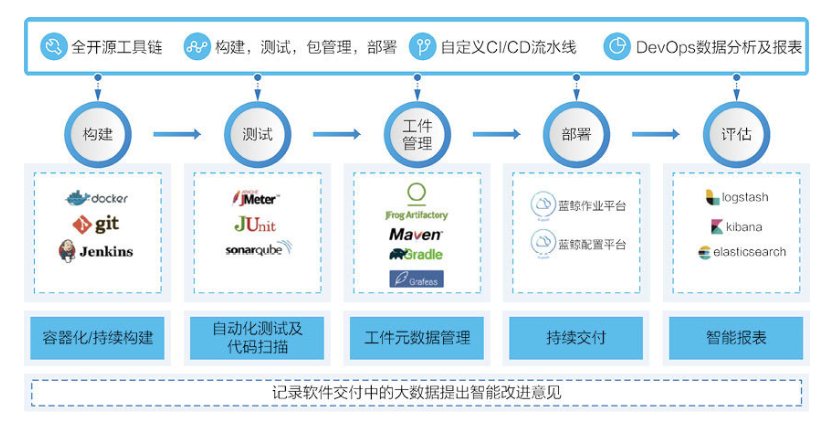 全开源工具链
构建，测试，包管理，部署
自定义CI/CD流水线
DevOps数据分析及报表
构建
测试
工件
管理
部署
评估
docker
git
Jenkins
APACHE
JMeter™
JUnit
sonarqube
JFrog Artifactory
Maven™
Gradle
Grafeas
蓝鲸作业平台
蓝鲸配置平台
logstash
kibana
elasticsearch
容器化/持续构建
自动化测试及
代码扫描
工件元数据管理
持续交付
智能报表
记录软件交付中的大数据提出智能改进意见